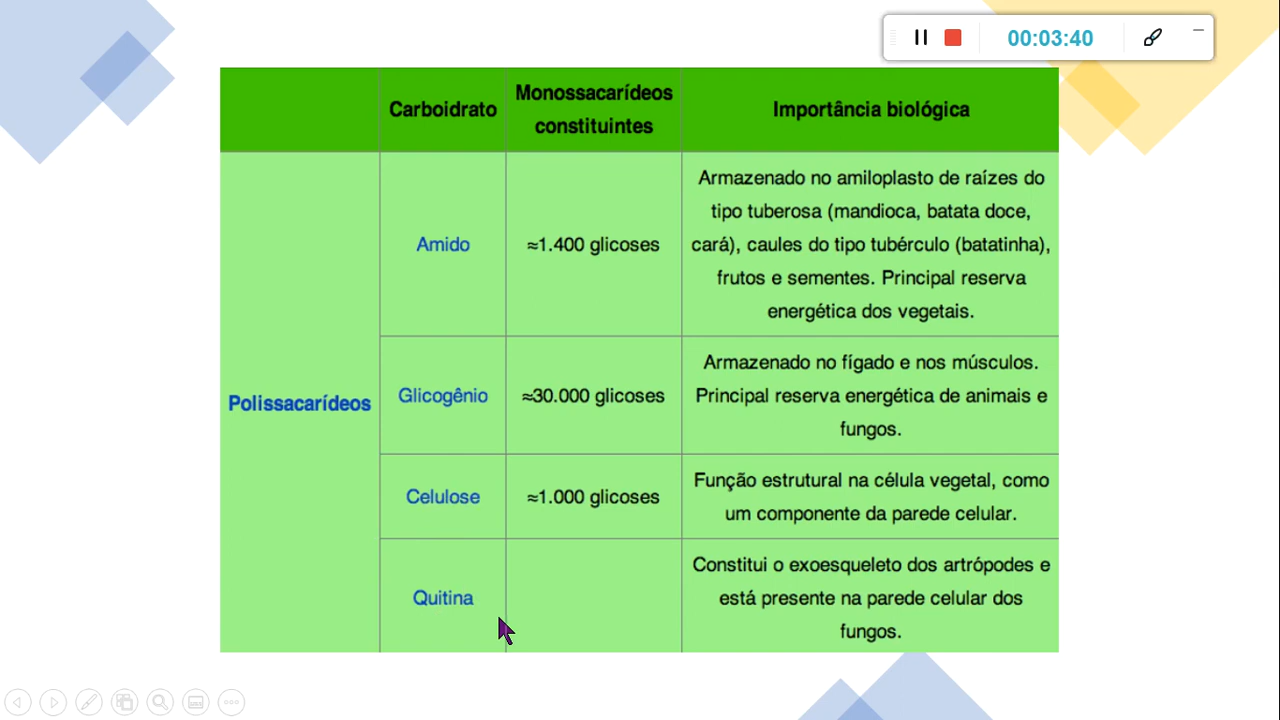 00:03:40
Carboidrato
Monossacarídeos
constituintes
Importância biológica
Polissacarídeos
Amido
≈1.400 glicoses
Armazenado no amiloplasto de raízes do
tipo tuberosa (mandioca, batata doce,
cará), caules do tipo tubérculo (batatinha),
frutos e sementes. Principal reserva
energética dos vegetais.
Glicogênio
≈30.000 glicoses
Armazenado no fígado e nos músculos.
Principal reserva energética de animais e
fungos.
Celulose
≈1.000 glicoses
Função estrutural na célula vegetal, como
um componente da parede celular.
Quitina
Constitui o exoesqueleto dos artrópodes e
está presente na parede celular dos
fungos.